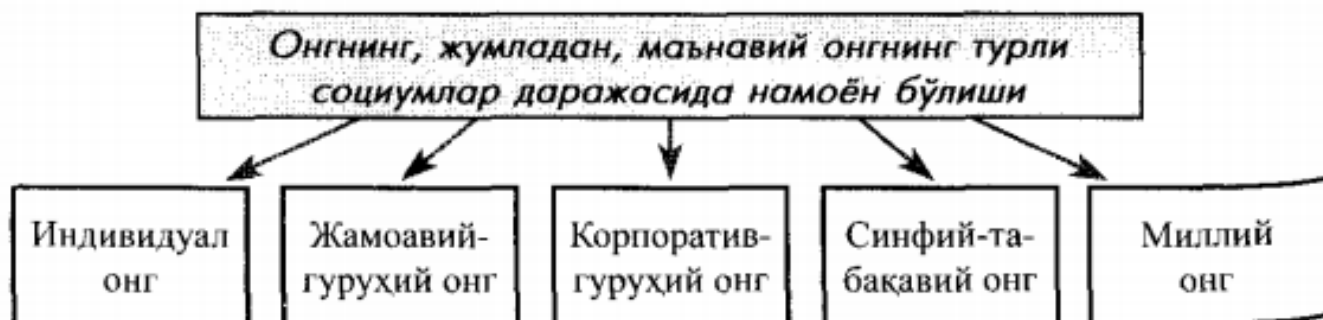 Онгнинг, жумладан, маънавий онгнинг турли
социумлар даражасида намоён бўлиши
Индивидуал
онг
Жамоавий-
гуруҳий онг
Корпоратив-
гуруҳий онг
Синфий-та-
бақавий онг
Миллий
онг